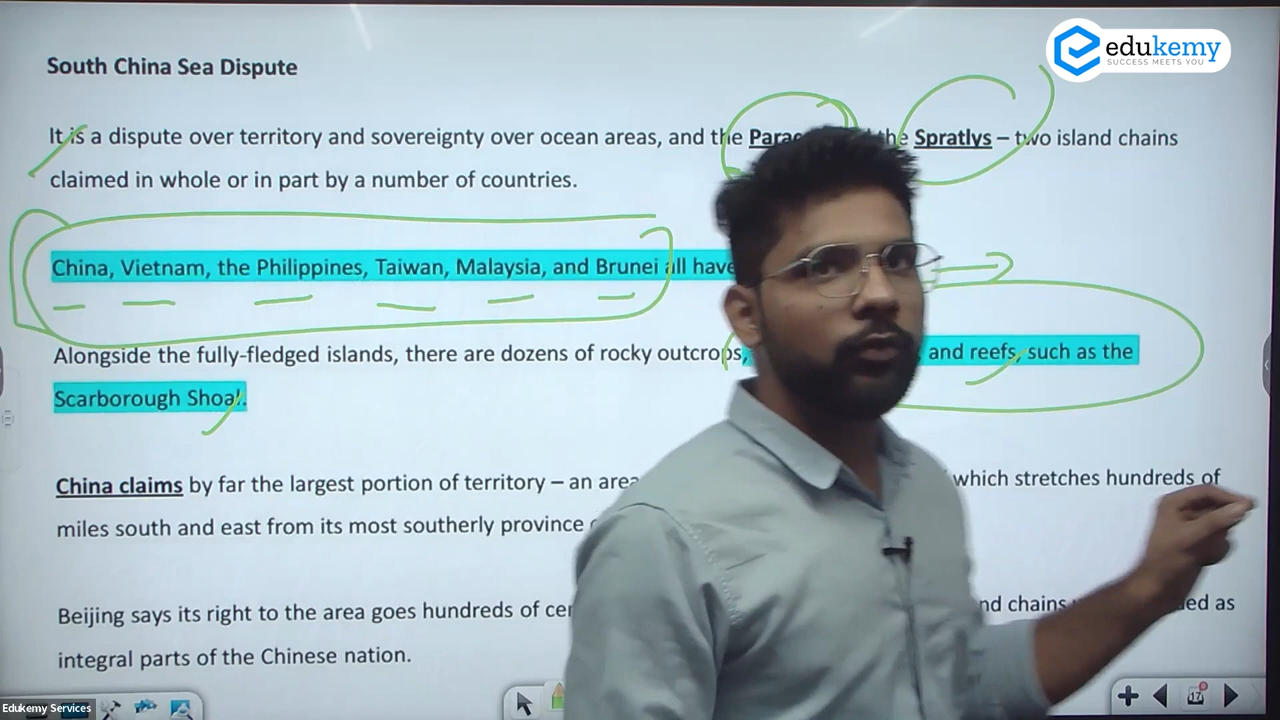 edukemy
SUCCESS MEETS YOU
South China Sea Dispute
It is a dispute over territory and sovereignty over ocean areas, and the the Spratlys – two island chains
claimed in whole or in part by a number of countries.
China, Vietnam, the Philippines, Taiwan, Malaysia, and Brunei all have
Alongside the fully-fledged islands, there are dozens of rocky outcrops, and reefs, such as the
Scarborough Shoal.
China claims by far the largest portion of territory – an area which stretches hundreds of
miles south and east from its most southerly province
Beijing says its right to the area goes hundreds of chains as
integral parts of the Chinese nation.
Edukemy Services
17